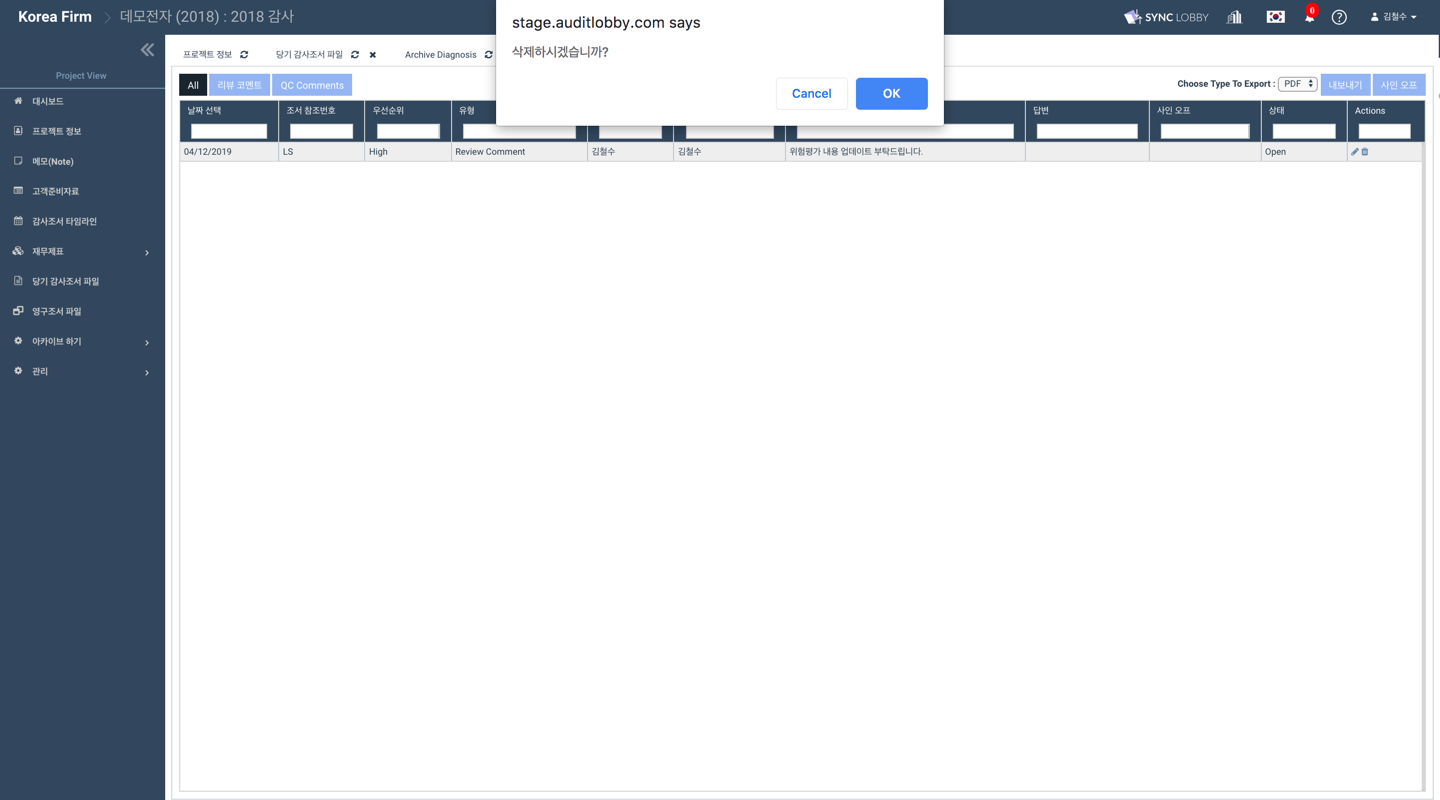 Korea Firm
데모전자 (2018) : 2018 감사
SYNC LOBBY
0
김철수
stage.auditlobby.com says
삭제하시겠습니까?
Cancel
OK
Project View
대시보드
프로젝트 정보
메모(Note)
고객준비자료
감사조서 타임라인
재무제표
당기 감사조서 파일
영구조서 파일
아카이브 하기
관리
프로젝트 정보
당기 감사조서 파일
Archive Diagnosis
All
리뷰 코멘트
QC Comments
Choose Type To Export :
PDF
내보내기
사인 오프
날짜 선택
조서 참조번호
우선순위
유형
답변
사인 오프
상태
Actions
04/12/2019
LS
High
Review Comment
김철수
김철수
위험평가 내용 업데이트 부탁드립니다.
Open